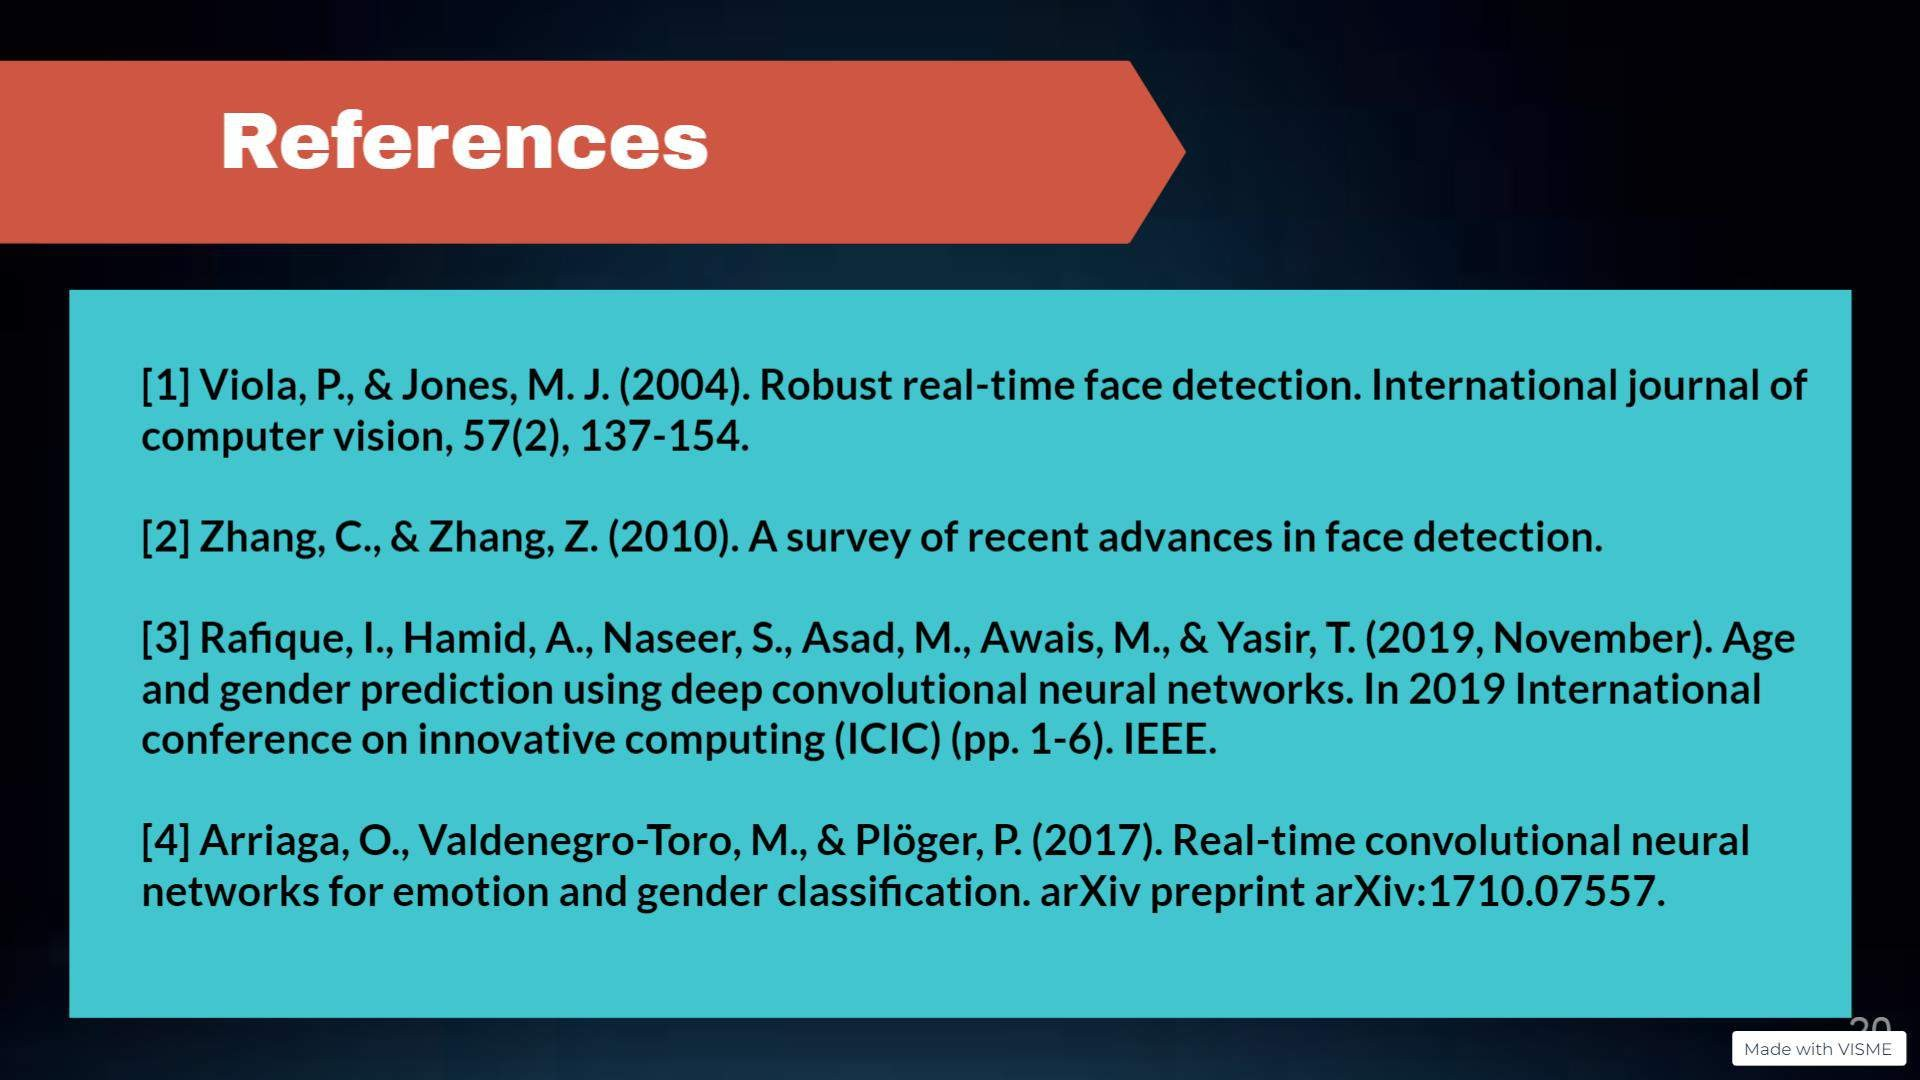 References
[1] Viola, P., & Jones, M. J. (2004). Robust real-time face detection. International journal of
computer vision, 57(2), 137-154.
[2] Zhang, C., & Zhang, Z. (2010). A survey of recent advances in face detection.
[3] Rafique, I., Hamid, A., Naseer, S., Asad, M., Awais, M., & Yasir, T. (2019, November). Age
and gender prediction using deep convolutional neural networks. In 2019 International
conference on innovative computing (ICIC) (pp. 1-6). IEEE.
[4] Arriaga, O., Valdenegro-Toro, M., & Plöger, P. (2017). Real-time convolutional neural
networks for emotion and gender classification. arXiv preprint arXiv:1710.07557.
20
Made with VISME